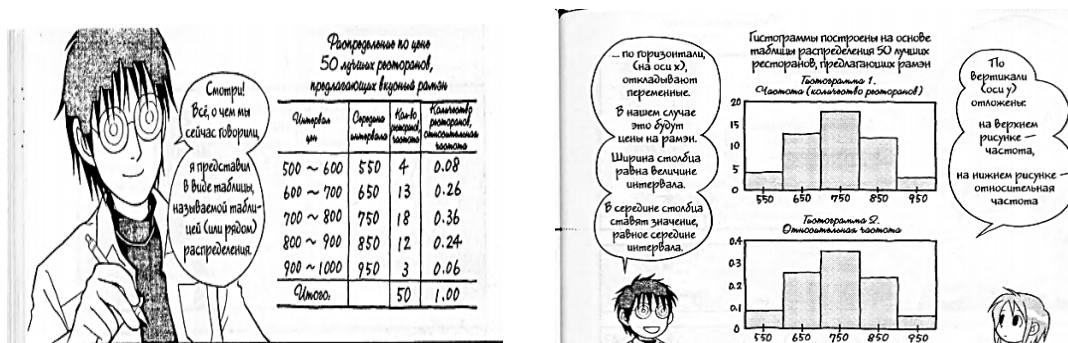 Смотри!
Всё, о чем мы
сейчас говорили,
я представил
в виде таблицы,
называемой табли-
цей (или рядом)
распределения.
Распределение по цене
50 лучших ресторанов,
предлагающих вкусный рамэн
Интервал цен | Середина интервала | Кол-во ресторанов, частота | Количество ресторанов, относительная частота
500 ~ 600 550 4 0.08
600 ~ 700 650 13 0.26
700 ~ 800 750 18 0.36
800 ~ 900 850 12 0.24
900 ~ 1000 950 3 0.06
Итого: 50 1.00
... по горизонтали,
(на оси x),
откладывают
переменные.
В нашем случае
это будут
цены на рамэн.
Ширина столбца
равна величине
интервала.
В середине столбца
ставят значение,
равное середине
интервала.
Гистограммы построены на основе
таблицы распределения 50 лучших
ресторанов, предлагающих рамэн
Гистограмма 1.
Частота (количество ресторанов)
20
15
10
5
0
550 650 750 850 950
Гистограмма 2.
Относительная частота
0.4
0.3
0.2
0.1
0
550 650 750 850 950
По
вертикали
(оси y)
отложены:
на верхнем
рисунке —
частота,
на нижнем рисунке —
относительная
частота